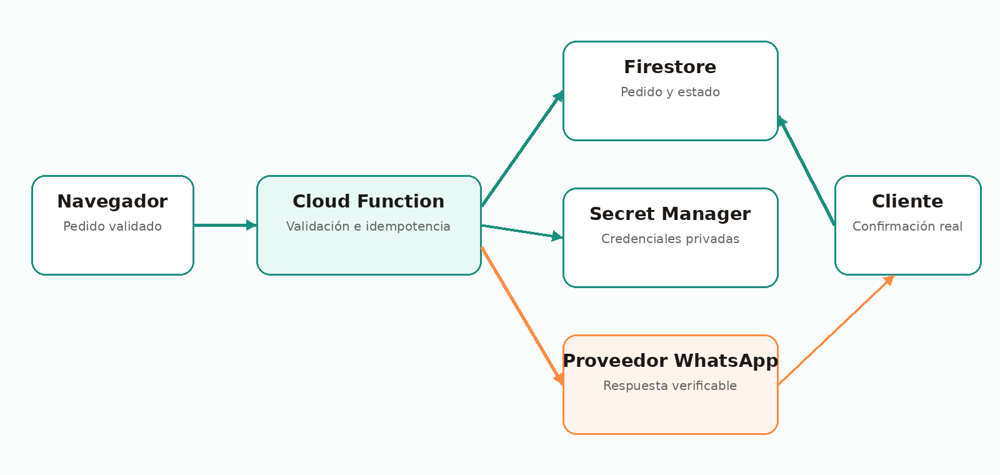 Navegador
Pedido validado
Cloud Function
Validación e idempotencia
Firestore
Pedido y estado
Secret Manager
Credenciales privadas
Proveedor WhatsApp
Respuesta verificable
Cliente
Confirmación real